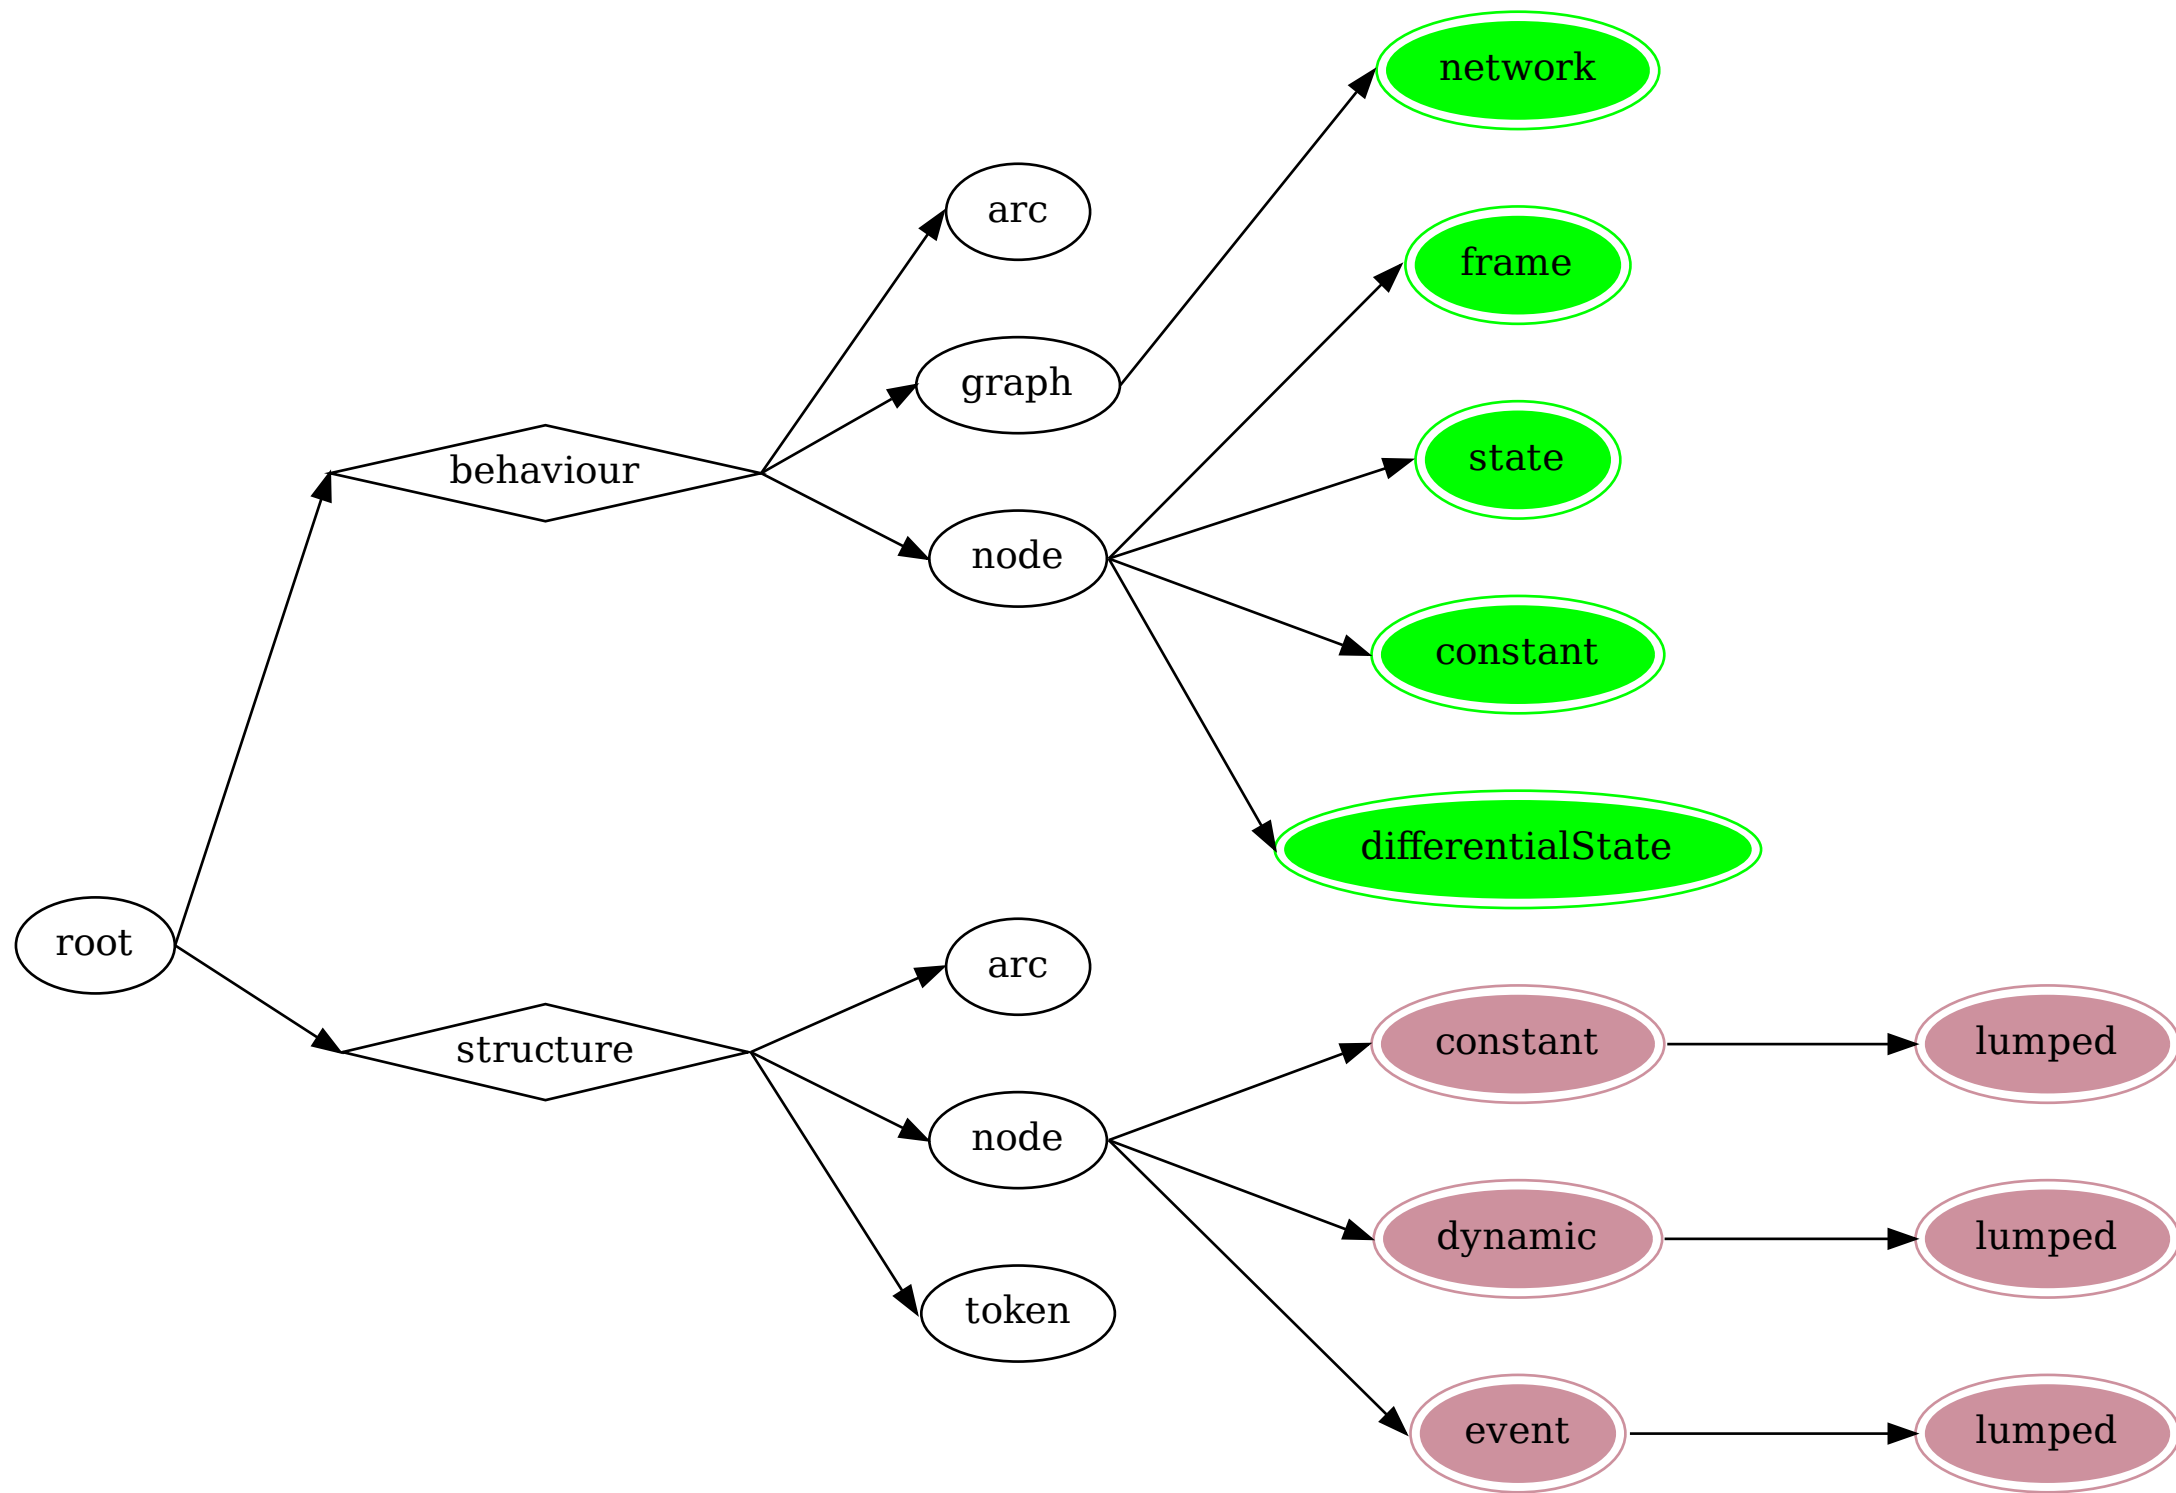 network
arc
frame
graph
behaviour
state
node
constant
differentialState
root
arc
structure
constant
lumped
node
dynamic
lumped
token
event
lumped